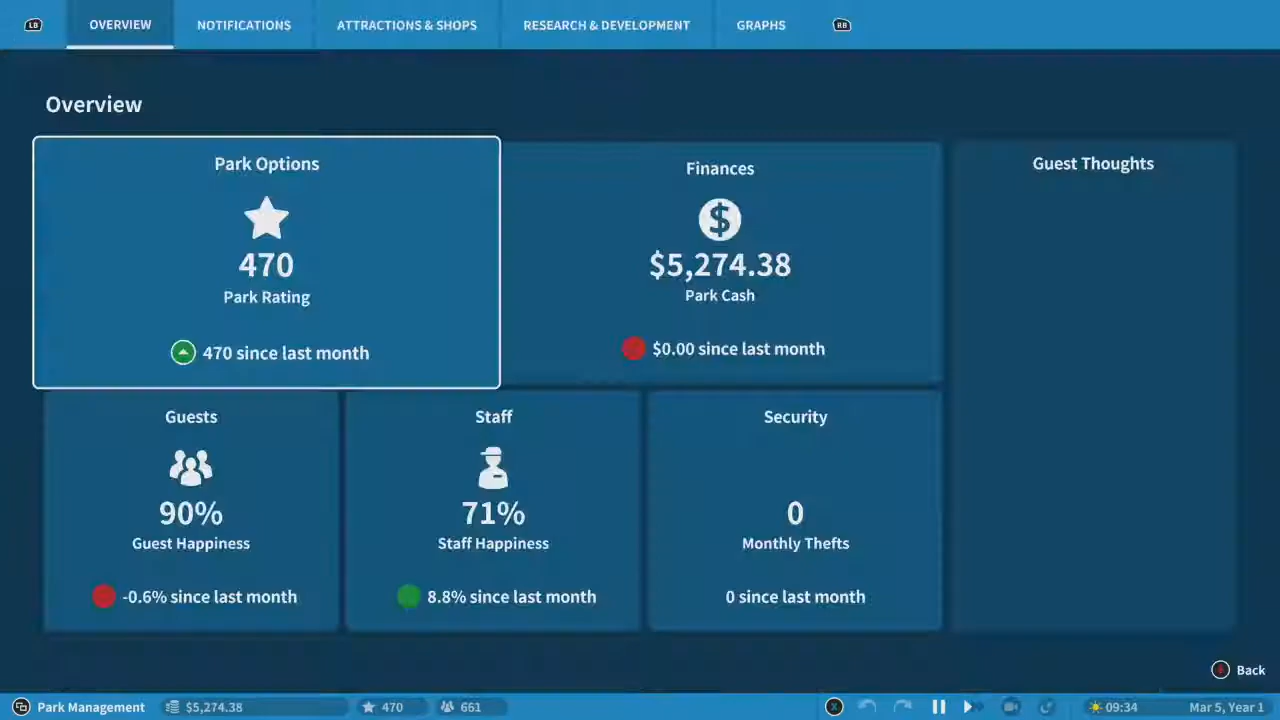 LB OVERVIEW NOTIFICATIONS ATTRACTIONS & SHOPS RESEARCH & DEVELOPMENT GRAPHS RB
Overview
Park Options
470
Park Rating
470 since last month
Finances
$
$5,274.38
Park Cash
$0.00 since last month
Guest Thoughts
Guests
90%
Guest Happiness
-0.6% since last month
Staff
71%
Staff Happiness
8.8% since last month
Security
0
Monthly Thefts
0 since last month
Back
Park Management $5,274.38 470 661 X 09:34 Mar 5, Year 1